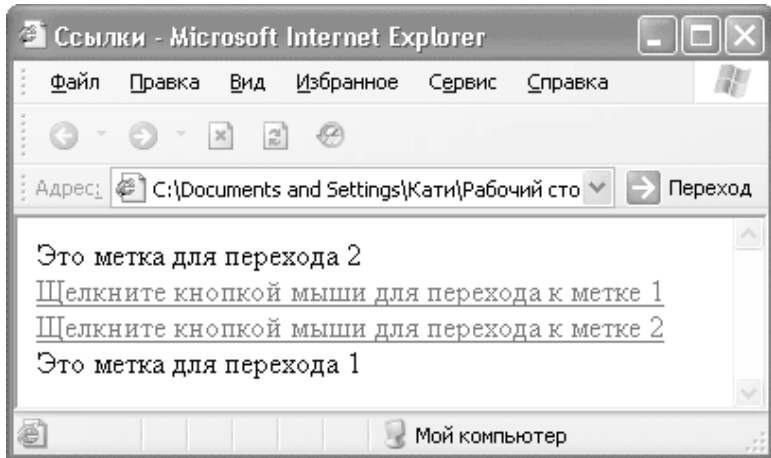 Ссылки - Microsoft Internet Explorer
Файл Правка Вид Избранное Сервис Справка
Адрес: C:\Documents and Settings\Кати\Рабочий сто Переход
Это метка для перехода 2
Щелкните кнопкой мыши для перехода к метке 1
Щелкните кнопкой мыши для перехода к метке 2
Это метка для перехода 1
Мой компьютер